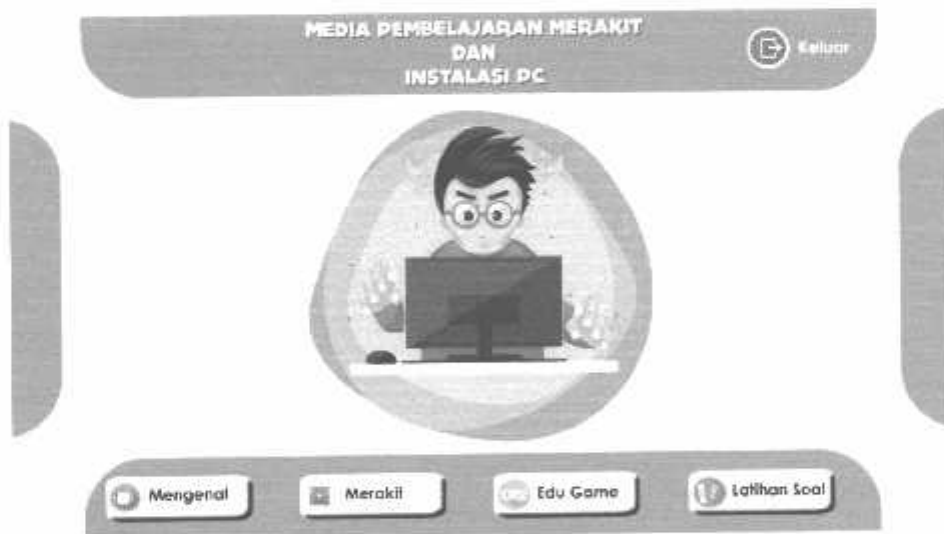 MEDIA PEMBELAJARAN MERAKIT
DAN
INSTALASI PC
Keluar
Mengenal
Merakit
Edu Game
Latihan Soal